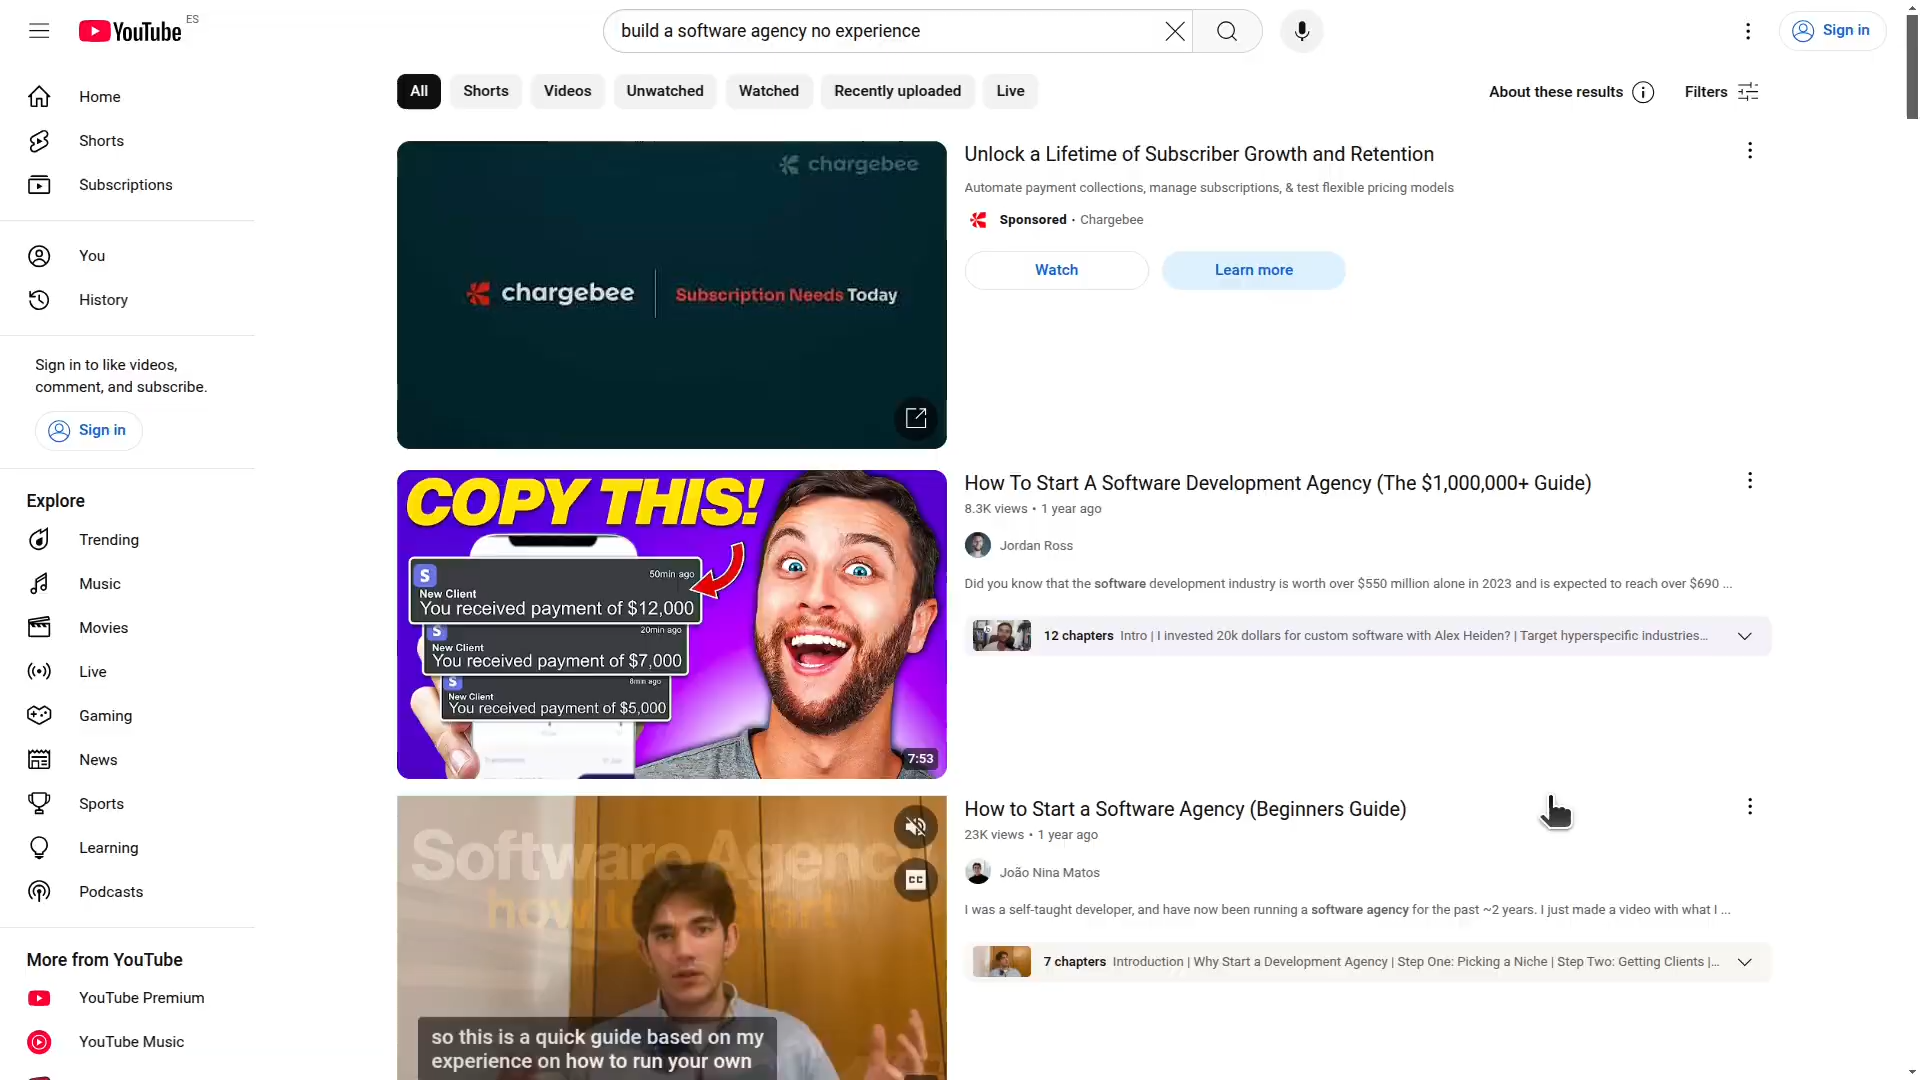 YouTube ES
build a software agency no experience
Sign in
Home
Shorts
Subscriptions
You
History
Sign in to like videos,
comment, and subscribe.
Sign in
Explore
Trending
Music
Movies
Live
Gaming
News
Sports
Learning
Podcasts
More from YouTube
YouTube Premium
YouTube Music
All
Shorts
Videos
Unwatched
Watched
Recently uploaded
Live
About these results
Filters
chargebee
chargebee
Subscription Needs Today
Unlock a Lifetime of Subscriber Growth and Retention
Automate payment collections, manage subscriptions, & test flexible pricing models
Sponsored · Chargebee
Watch
Learn more
COPY THIS!
S
50min ago
New Client
You received payment of $12,000
S
20min ago
New Client
You received payment of $7,000
S
8min ago
New Client
You received payment of $5,000
7:53
How To Start A Software Development Agency (The $1,000,000+ Guide)
8.3K views • 1 year ago
Jordan Ross
Did you know that the software development industry is worth over $550 million alone in 2023 and is expected to reach over $690 ...
12 chapters Intro | I invested 20k dollars for custom software with Alex Heiden? | Target hyperspecific industries...
Software Agency
how to start
CC
so this is a quick guide based on my
experience on how to run your own
How to Start a Software Agency (Beginners Guide)
23K views • 1 year ago
João Nina Matos
I was a self-taught developer, and have now been running a software agency for the past ~2 years. I just made a video with what I ...
7 chapters Introduction | Why Start a Development Agency | Step One: Picking a Niche | Step Two: Getting Clients |...